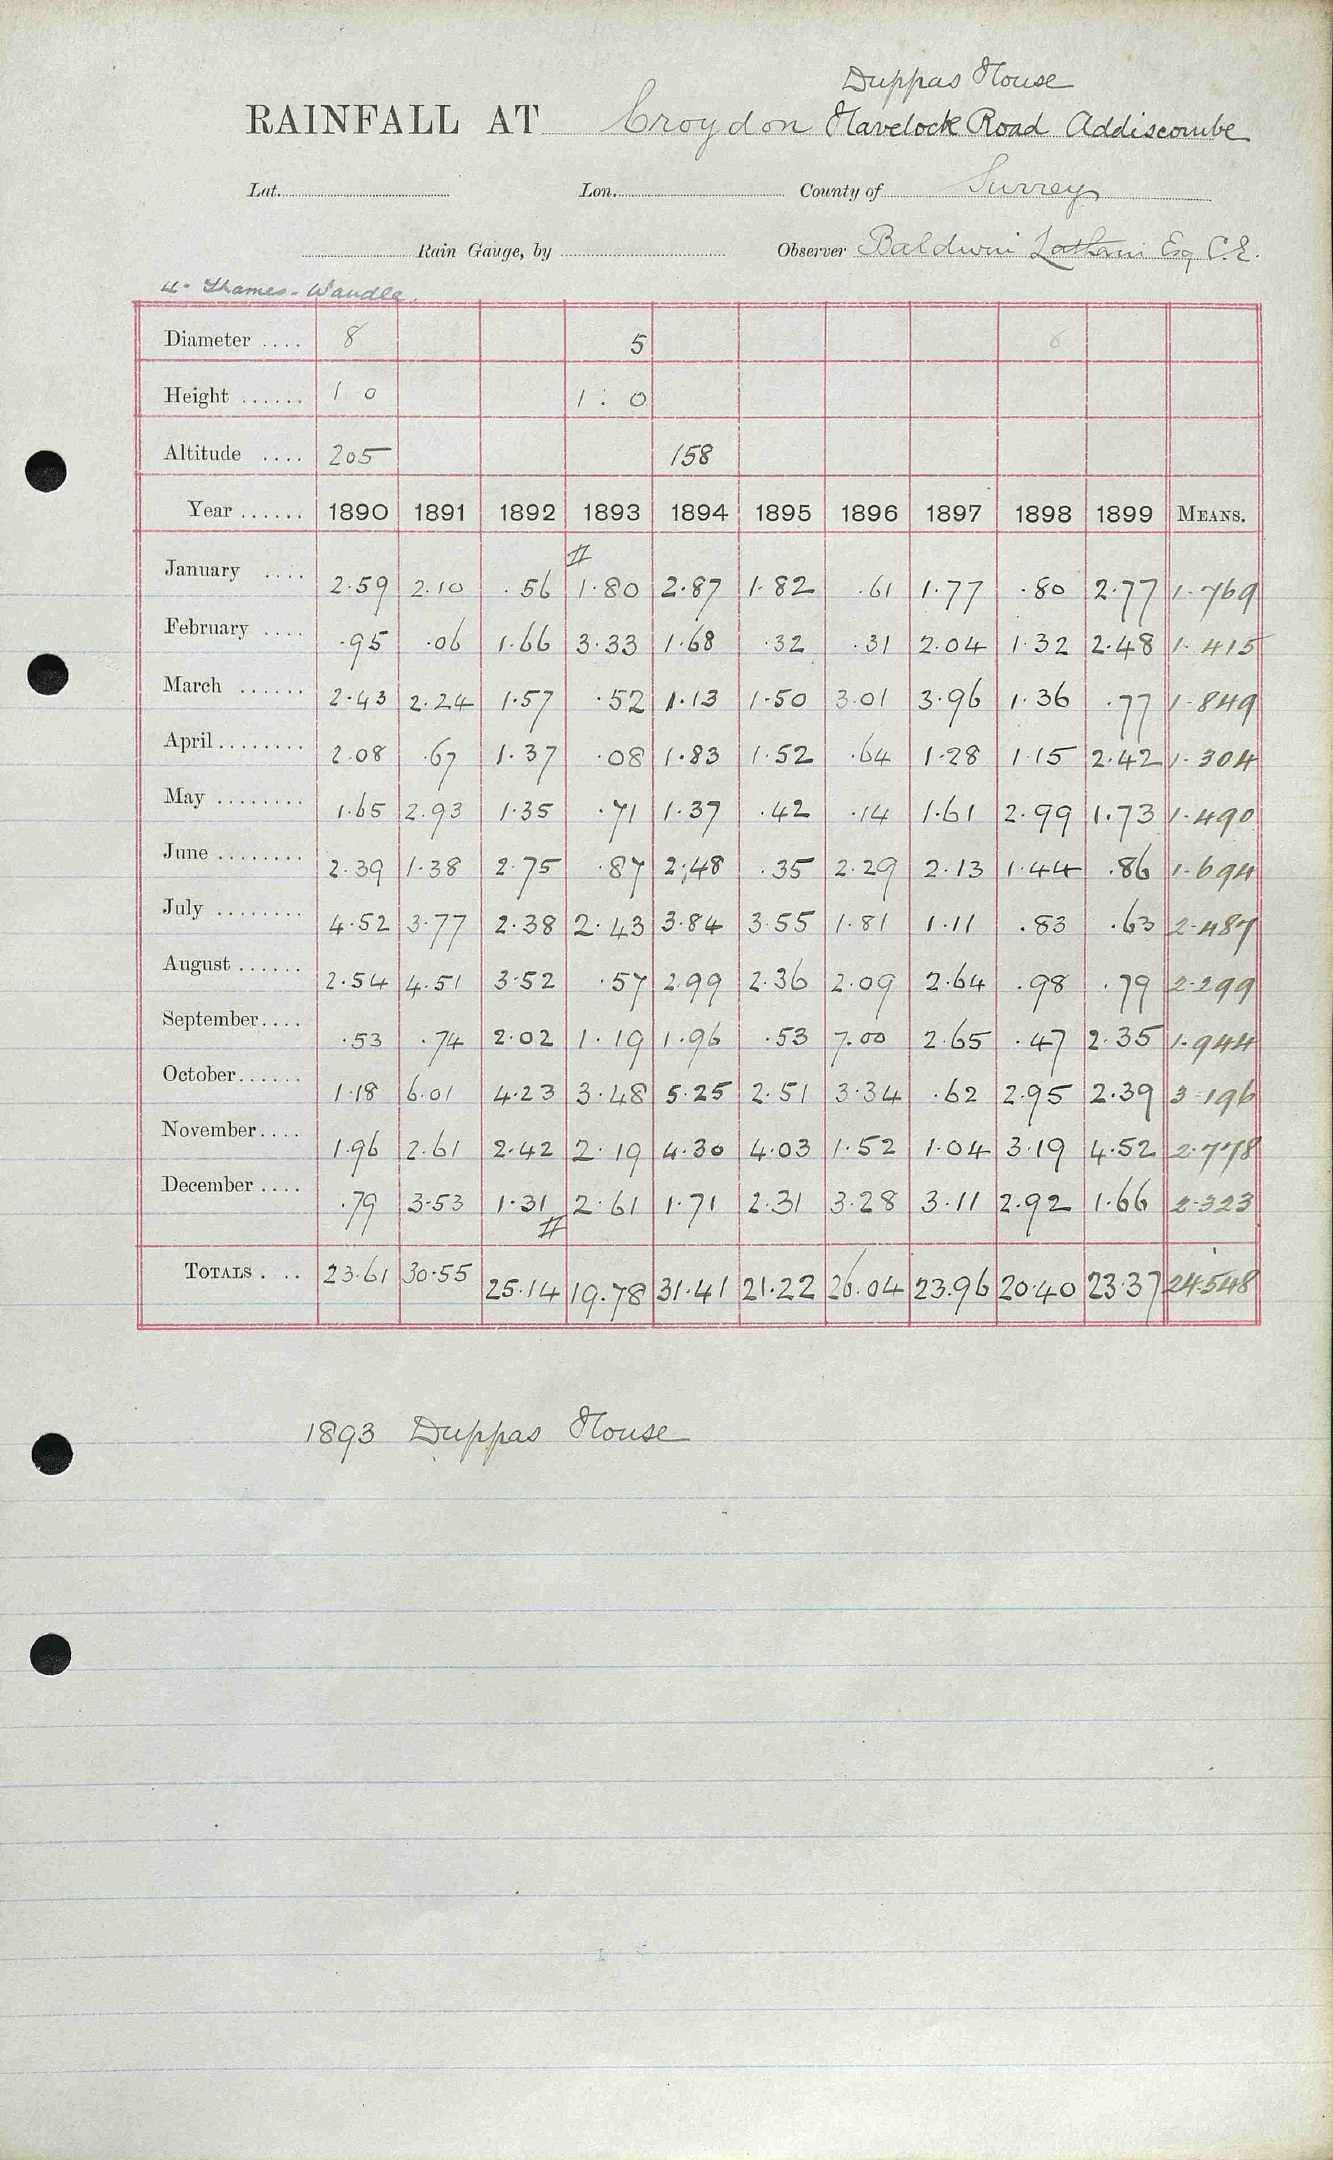 Duppas House
RAINFALL AT Croydon Havelock Road Addiscombe
Lat. Lon. County of Surrey
Rain Gauge, by Observer Baldwin Latham Esq C.E.
4- Thames - Wandle.
Diameter .... 8 5 8
Height ...... 1 0 1 : 0
Altitude .... 205 158
Year ...... 1890 1891 1892 1893 1894 1895 1896 1897 1898 1899 MEANS.
#
January .... 2.59 2.10 .56 1.80 2.87 1.82 .61 1.77 .80 2.77 1.769
February .... .95 .06 1.66 3.33 1.68 .32 .31 2.04 1.32 2.48 1.415
March ...... 2.43 2.24 1.57 .52 1.13 1.50 3.01 3.96 1.36 .77 1.849
April........ 2.08 .67 1.37 .08 1.83 1.52 .64 1.28 1.15 2.42 1.304
May ........ 1.65 2.93 1.35 .71 1.37 .42 .14 1.61 2.99 1.73 1.490
June ........ 2.39 1.38 2.75 .87 2.48 .35 2.29 2.13 1.44 .86 1.694
July ........ 4.52 3.77 2.38 2.43 3.84 3.55 1.81 1.11 .83 .63 2.487
August ...... 2.54 4.51 3.52 .57 2.99 2.36 2.09 2.64 .98 .79 2.299
September.... .53 .74 2.02 1.19 1.96 .53 7.00 2.65 .47 2.35 1.944
October...... 1.18 6.01 4.23 3.48 5.25 2.51 3.34 .62 2.95 2.39 3.196
November.... 1.96 2.61 2.42 2.19 4.30 4.03 1.52 1.04 3.19 4.52 2.778
December .... .79 3.53 1.31 2.61 1.71 2.31 3.28 3.11 2.92 1.66 2.323
#
TOTALS . .. 23.61 30.55 25.14 19.78 31.41 21.22 26.04 23.96 20.40 23.37 24.548
1893 Duppas House